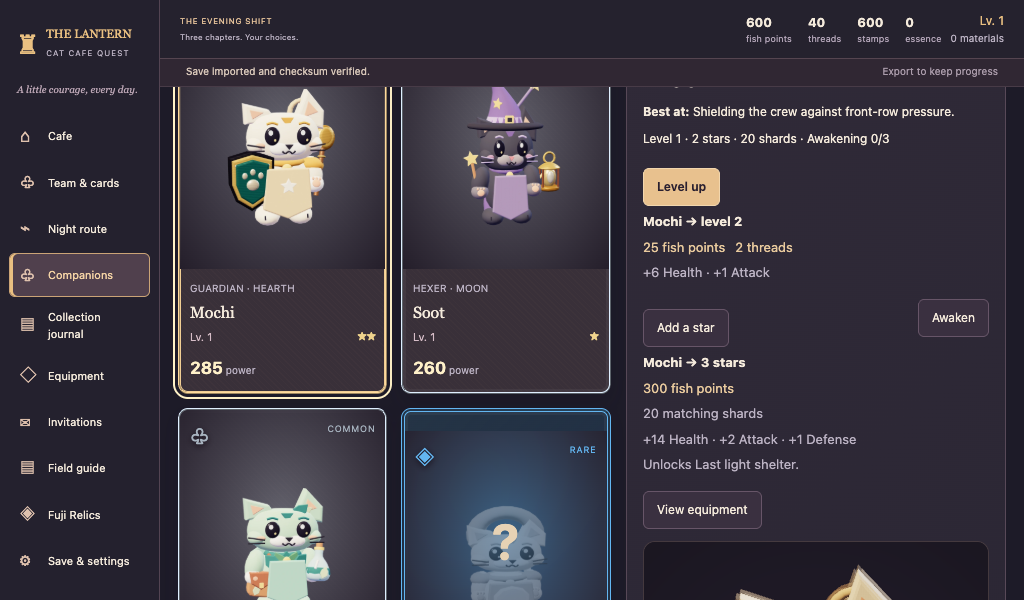 THE LANTERN
CAT CAFE QUEST
A little courage, every day.
Cafe
Team & cards
Night route
Companions
Collection
journal
Equipment
Invitations
Field guide
Fuji Relics
Save & settings
THE EVENING SHIFT
Three chapters. Your choices.
600
fish points
40
threads
600
stamps
0
essence
Lv. 1
0 materials
Save imported and checksum verified.
Export to keep progress
GUARDIAN · HEARTH
Mochi
Lv. 1
285 power
HEXER · MOON
Soot
Lv. 1
260 power
COMMON
RARE
?
Best at: Shielding the crew against front-row pressure.
Level 1 · 2 stars · 20 shards · Awakening 0/3
Level up
Mochi → level 2
25 fish points 2 threads
+6 Health · +1 Attack
Add a star
Awaken
Mochi → 3 stars
300 fish points
20 matching shards
+14 Health · +2 Attack · +1 Defense
Unlocks Last light shelter.
View equipment